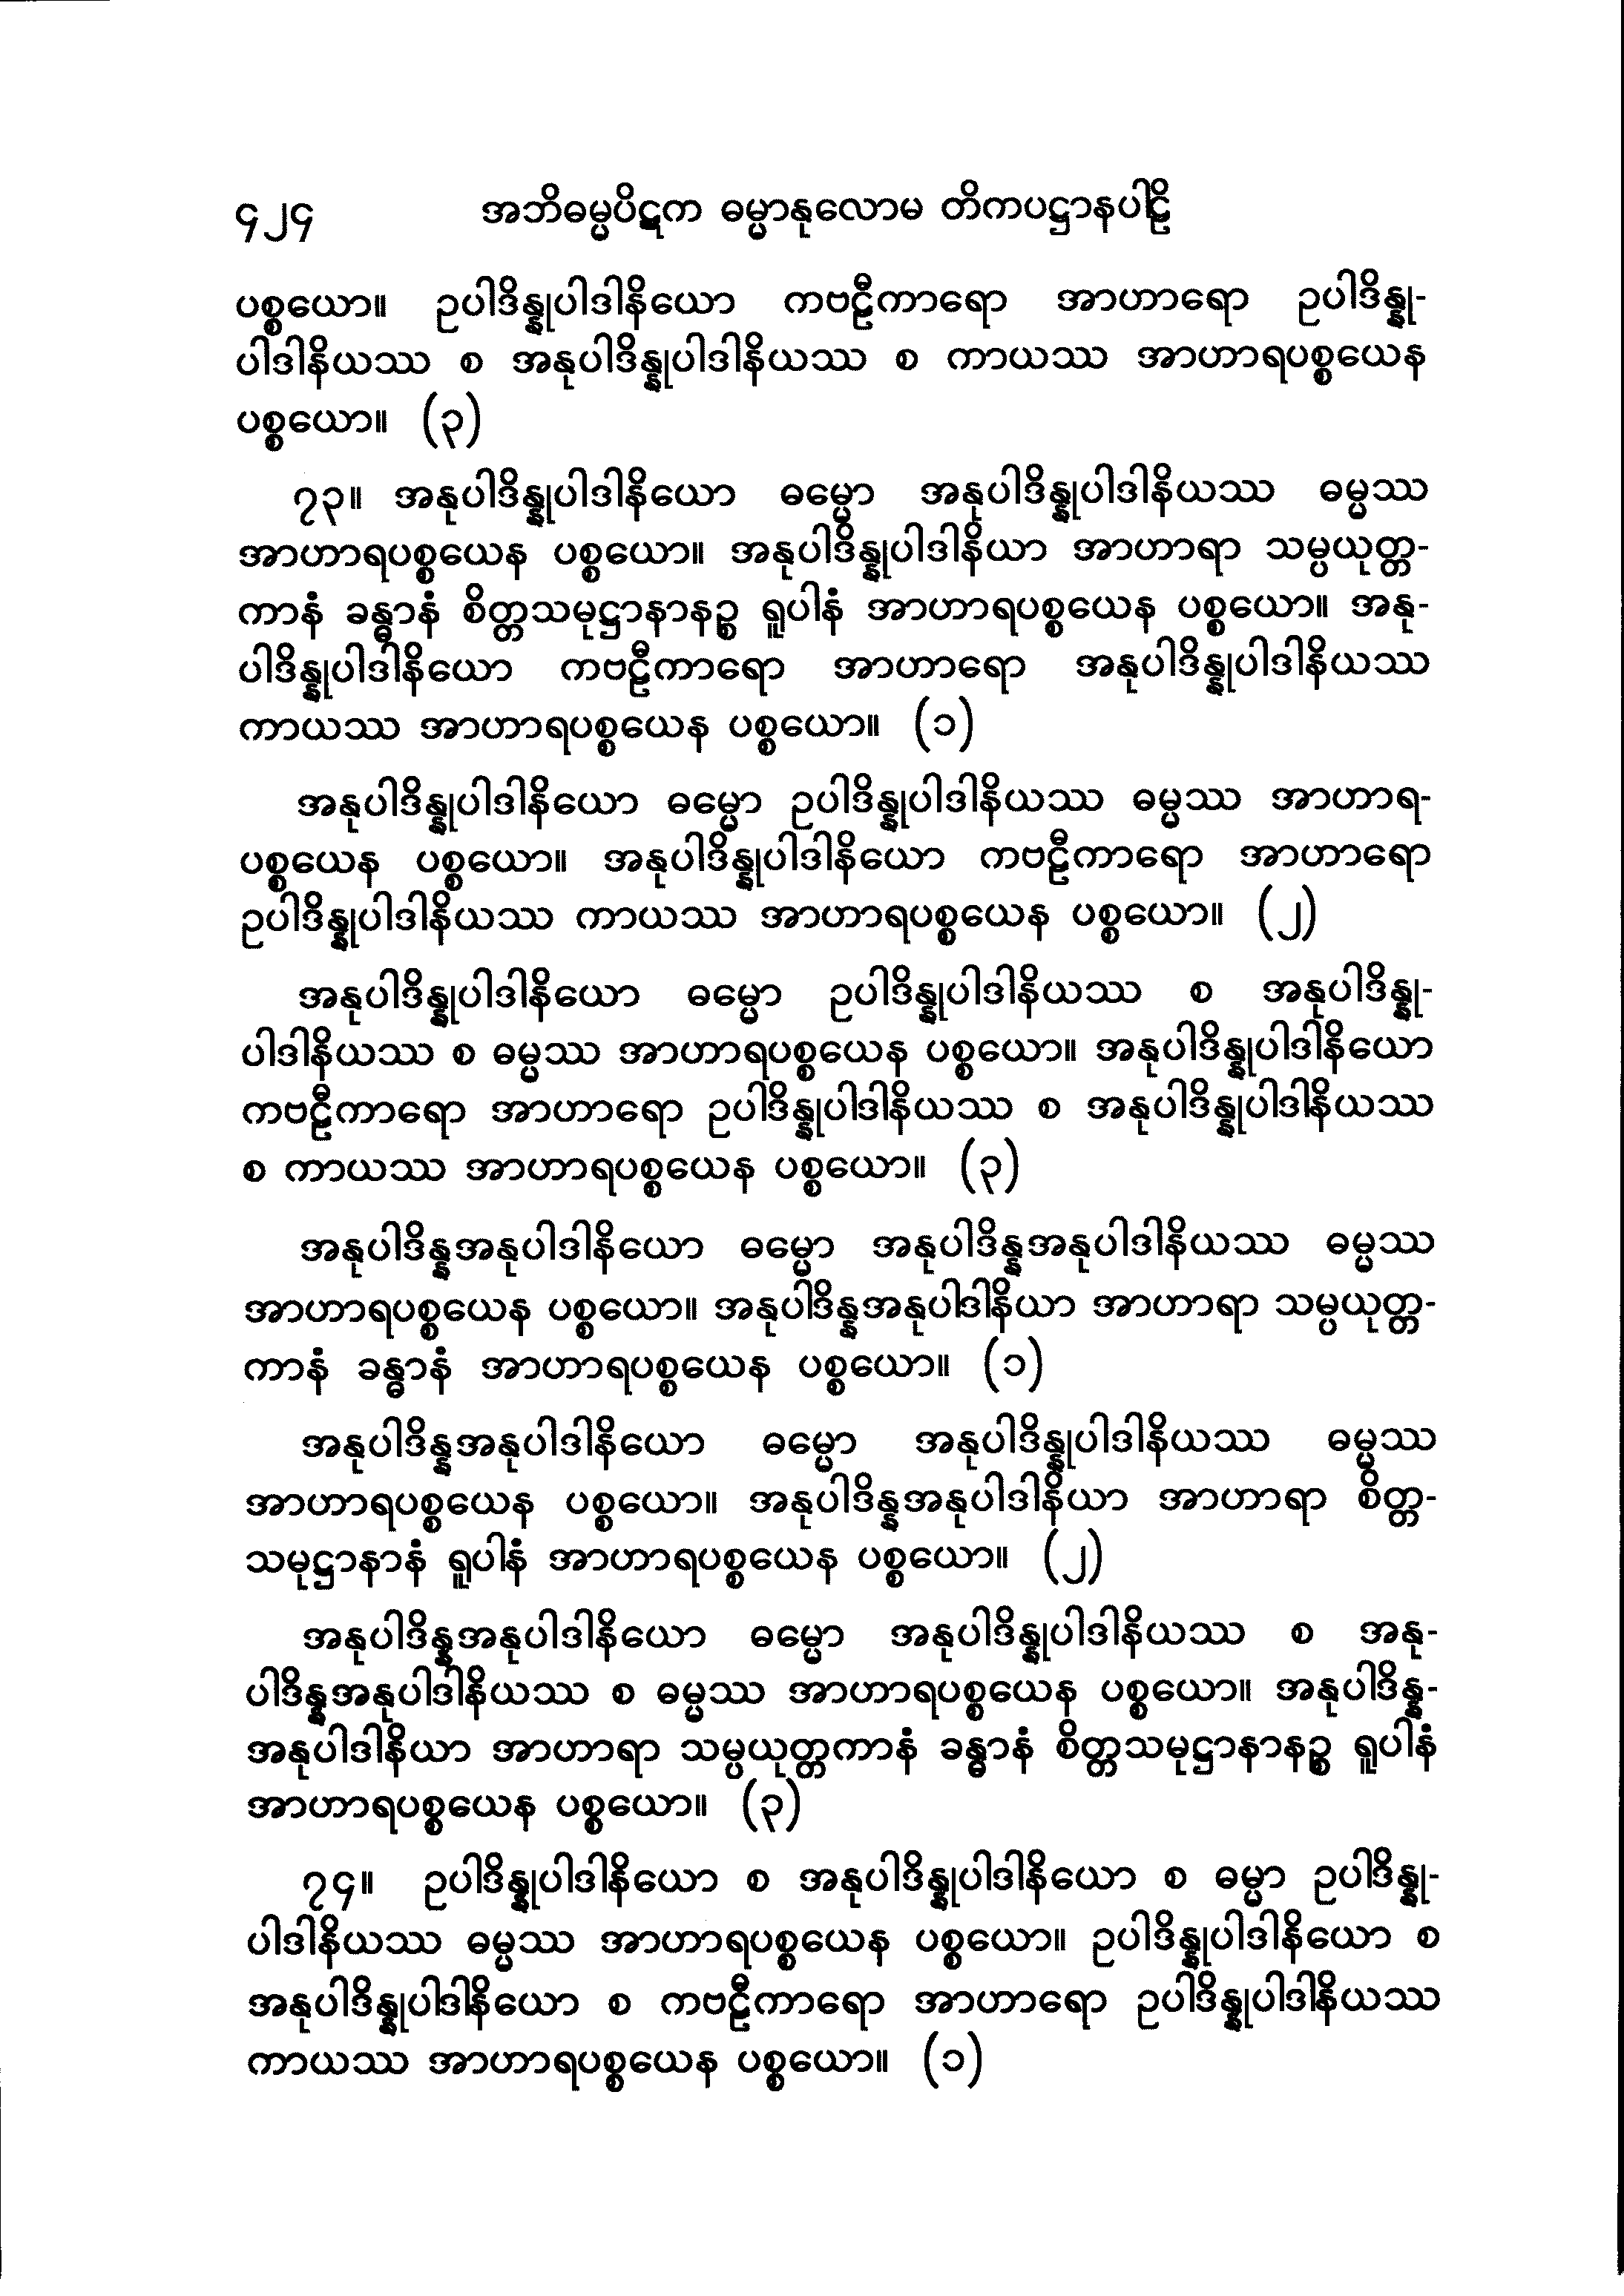 ၄၂၄ အဘိဓမ္မပိဋက ဓမ္မာနုလောမ တိကပဋ္ဌာနပါဠိ
ပစ္စယော။ ဥပါဒိန္နုပါဒါနိယော ကဗဠီကာရော အာဟာရော ဥပါဒိန္နု-
ပါဒါနိယဿ စ အနုပါဒိန္နုပါဒါနိယဿ စ ကာယဿ အာဟာရပစ္စယေန
ပစ္စယော။ (၃)
၇၃။ အနုပါဒိန္နုပါဒါနိယော ဓမ္မော အနုပါဒိန္နုပါဒါနိယဿ ဓမ္မဿ
အာဟာရပစ္စယေန ပစ္စယော။ အနုပါဒိန္နုပါဒါနိယာ အာဟာရာ သမ္ပယုတ္တ-
ကာနံ ခန္ဓာနံ စိတ္တသမုဋ္ဌာနာနဉ္စ ရူပါနံ အာဟာရပစ္စယေန ပစ္စယော။ အနု-
ပါဒိန္နုပါဒါနိယော ကဗဠီကာရော အာဟာရော အနုပါဒိန္နုပါဒါနိယဿ
ကာယဿ အာဟာရပစ္စယေန ပစ္စယော။ (၁)
အနုပါဒိန္နုပါဒါနိယော ဓမ္မော ဥပါဒိန္နုပါဒါနိယဿ ဓမ္မဿ အာဟာရ-
ပစ္စယေန ပစ္စယော။ အနုပါဒိန္နုပါဒါနိယော ကဗဠီကာရော အာဟာရော
ဥပါဒိန္နုပါဒါနိယဿ ကာယဿ အာဟာရပစ္စယေန ပစ္စယော။ (၂)
အနုပါဒိန္နုပါဒါနိယော ဓမ္မော ဥပါဒိန္နုပါဒါနိယဿ စ အနုပါဒိန္နု-
ပါဒါနိယဿ စ ဓမ္မဿ အာဟာရပစ္စယေန ပစ္စယော။ အနုပါဒိန္နုပါဒါနိယော
ကဗဠီကာရော အာဟာရော ဥပါဒိန္နုပါဒါနိယဿ စ အနုပါဒိန္နုပါဒါနိယဿ
စ ကာယဿ အာဟာရပစ္စယေန ပစ္စယော။ (၃)
အနုပါဒိန္နအနုပါဒါနိယော ဓမ္မော အနုပါဒိန္နအနုပါဒါနိယဿ ဓမ္မဿ
အာဟာရပစ္စယေန ပစ္စယော။ အနုပါဒိန္နအနုပါဒါနိယာ အာဟာရာ သမ္ပယုတ္တ-
ကာနံ ခန္ဓာနံ အာဟာရပစ္စယေန ပစ္စယော။ (၁)
အနုပါဒိန္နအနုပါဒါနိယော ဓမ္မော အနုပါဒိန္နုပါဒါနိယဿ ဓမ္မဿ
အာဟာရပစ္စယေန ပစ္စယော။ အနုပါဒိန္နအနုပါဒါနိယာ အာဟာရာ စိတ္တ-
သမုဋ္ဌာနာနံ ရူပါနံ အာဟာရပစ္စယေန ပစ္စယော။ (၂)
အနုပါဒိန္နအနုပါဒါနိယော ဓမ္မော အနုပါဒိန္နုပါဒါနိယဿ စ အနု-
ပါဒိန္နအနုပါဒါနိယဿ စ ဓမ္မဿ အာဟာရပစ္စယေန ပစ္စယော။ အနုပါဒိန္န-
အနုပါဒါနိယာ အာဟာရာ သမ္ပယုတ္တကာနံ ခန္ဓာနံ စိတ္တသမုဋ္ဌာနာနဉ္စ ရူပါနံ
အာဟာရပစ္စယေန ပစ္စယော။ (၃)
၇၄။ ဥပါဒိန္နုပါဒါနိယော စ အနုပါဒိန္နုပါဒါနိယော စ ဓမ္မာ ဥပါဒိန္နု-
ပါဒါနိယဿ ဓမ္မဿ အာဟာရပစ္စယေန ပစ္စယော။ ဥပါဒိန္နုပါဒါနိယော စ
အနုပါဒိန္နုပါဒါနိယော စ ကဗဠီကာရော အာဟာရော ဥပါဒိန္နုပါဒါနိယဿ
ကာယဿ အာဟာရပစ္စယေန ပစ္စယော။ (၁)